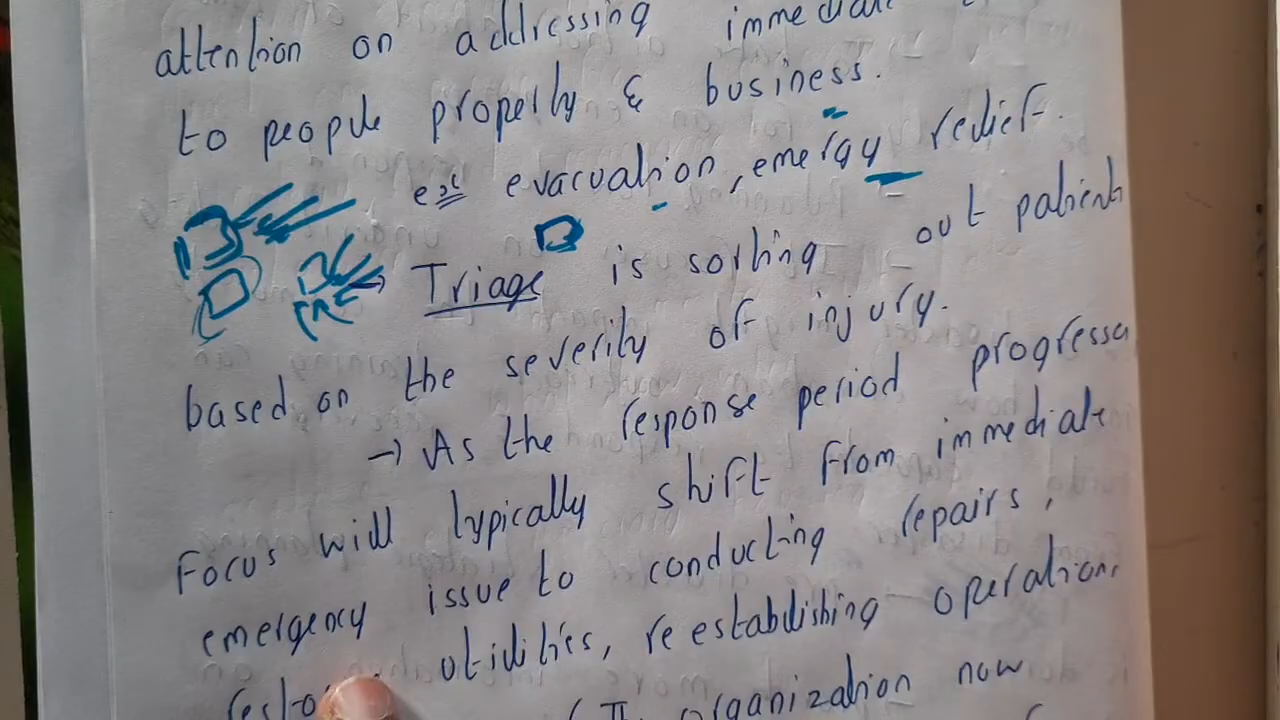 attention on addressing immediate
to people property & business.
ex evacuation, emergy relief.
→ Triage is sorting out patients
based on the severity of injury.
→ As the response period progresses
Focus will typically shift from immediate
emergency issue to conducting repairs,
utilities, reestablishing operations
organization now